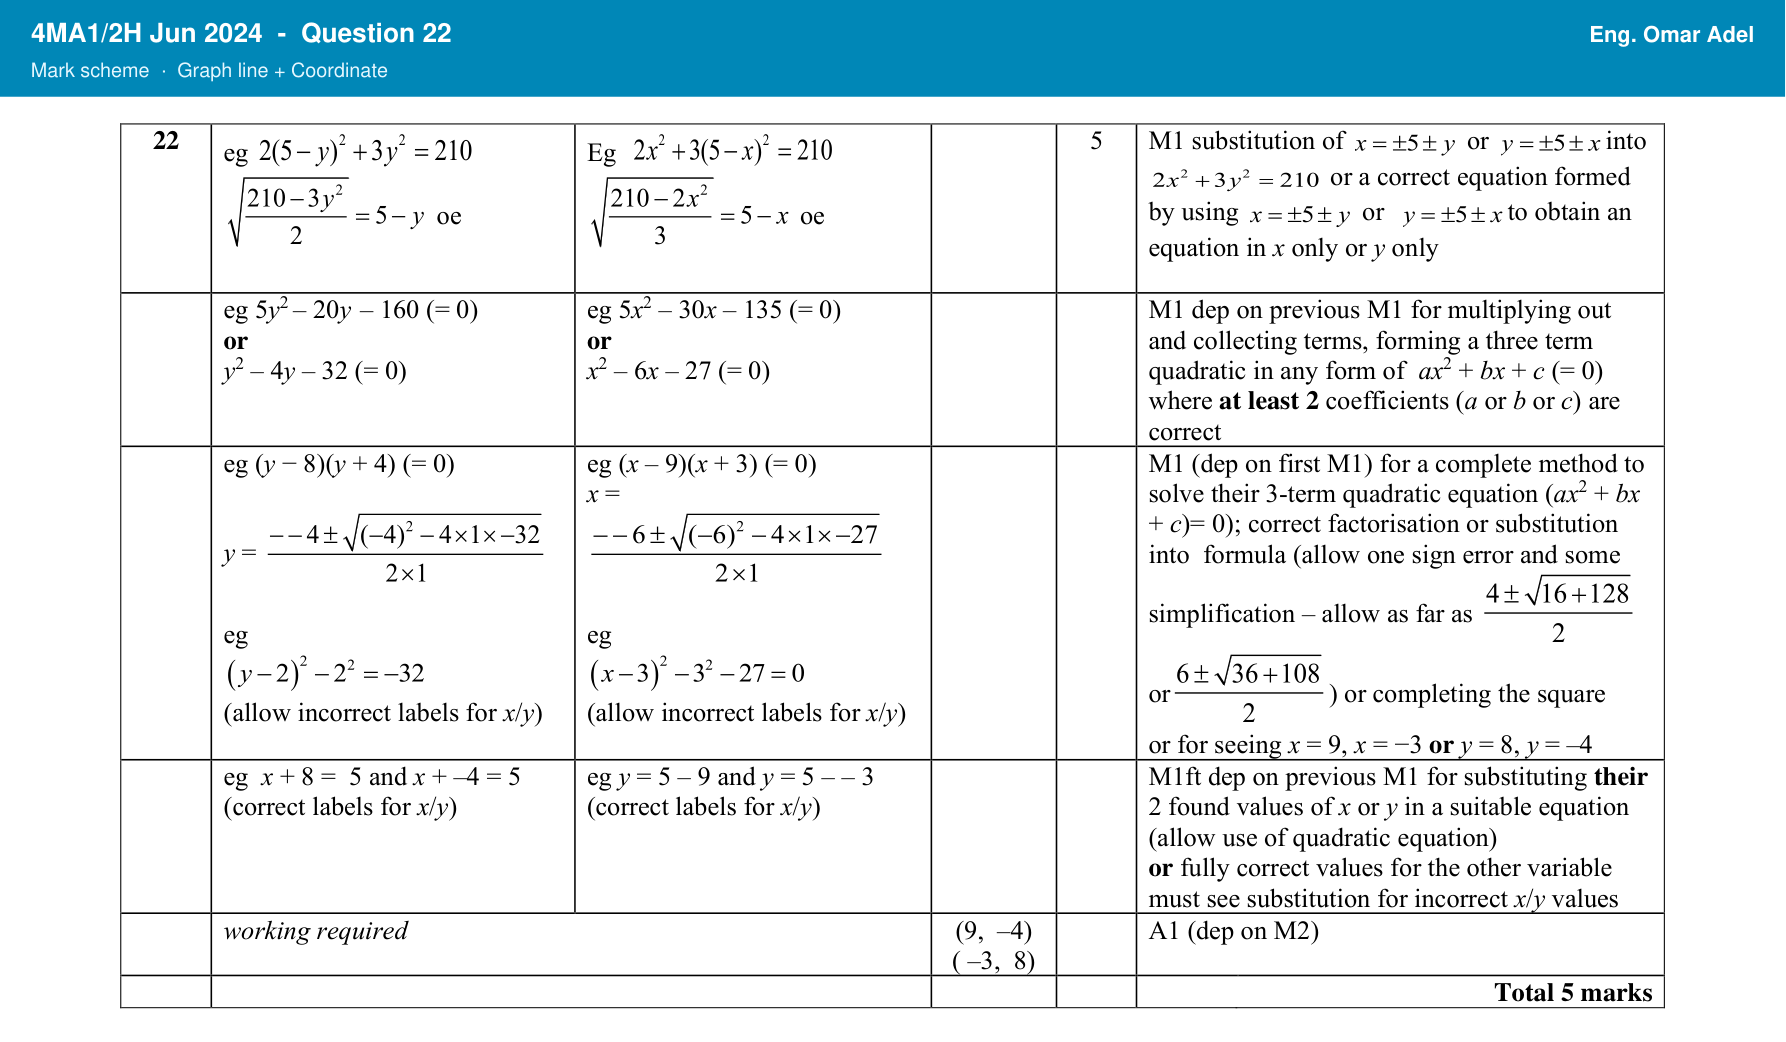 4MA1/2H Jun 2024 - Question 22
Eng. Omar Adel
Mark scheme · Graph line + Coordinate
22
eg 2(5 − y)² + 3y² = 210
√((210 − 3y²)/2) = 5 − y oe
Eg 2x² + 3(5 − x)² = 210
√((210 − 2x²)/3) = 5 − x oe
5
M1 substitution of x = ±5 ± y or y = ±5 ± x into
2x² + 3y² = 210 or a correct equation formed
by using x = ±5 ± y or y = ±5 ± x to obtain an
equation in x only or y only
eg 5y² – 20y – 160 (= 0)
or
y² – 4y – 32 (= 0)
eg 5x² – 30x – 135 (= 0)
or
x² – 6x – 27 (= 0)
M1 dep on previous M1 for multiplying out
and collecting terms, forming a three term
quadratic in any form of ax² + bx + c (= 0)
where at least 2 coefficients (a or b or c) are
correct
eg (y − 8)(y + 4) (= 0)
y = (− − 4 ± √((−4)² − 4×1×−32))/(2×1)
eg
(y − 2)² − 2² = −32
(allow incorrect labels for x/y)
eg (x – 9)(x + 3) (= 0)
x =
(− − 6 ± √((−6)² − 4×1×−27))/(2×1)
eg
(x − 3)² − 3² − 27 = 0
(allow incorrect labels for x/y)
M1 (dep on first M1) for a complete method to
solve their 3-term quadratic equation (ax² + bx
+ c)= 0); correct factorisation or substitution
into formula (allow one sign error and some
simplification – allow as far as (4 ± √(16 + 128))/2
or (6 ± √(36 + 108))/2 ) or completing the square
or for seeing x = 9, x = −3 or y = 8, y = –4
eg x + 8 = 5 and x + –4 = 5
(correct labels for x/y)
eg y = 5 – 9 and y = 5 – – 3
(correct labels for x/y)
M1ft dep on previous M1 for substituting their
2 found values of x or y in a suitable equation
(allow use of quadratic equation)
or fully correct values for the other variable
must see substitution for incorrect x/y values
working required
(9, –4)
( –3, 8)
A1 (dep on M2)
Total 5 marks